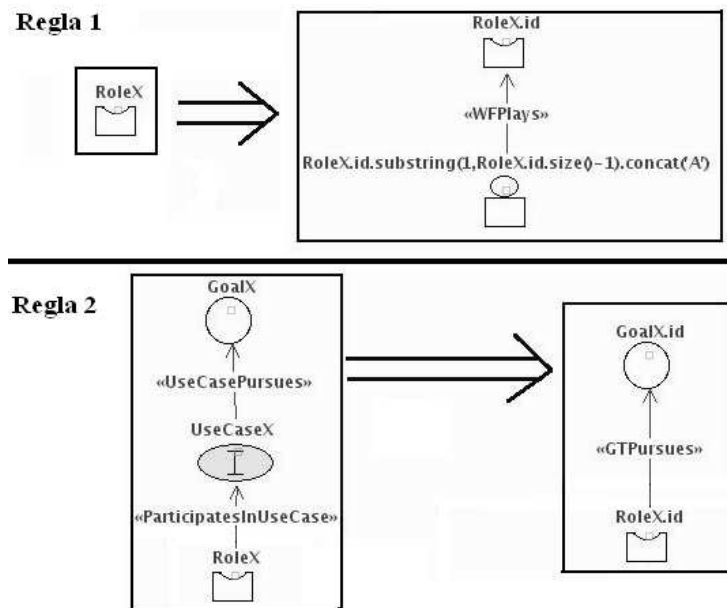 Regla 1
RoleX
RoleX.id
«WFPlays»
RoleX.id.substring(1,RoleX.id.size()-1).concat('A')
Regla 2
GoalX
«UseCasePursues»
UseCaseX
«ParticipatesInUseCase»
RoleX
GoalX.id
«GTPursues»
RoleX.id